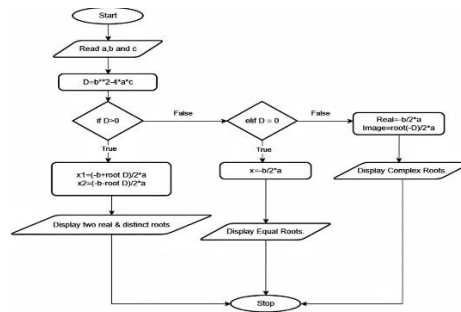 Start
Read a,b and c
D=b**2-4*a*c
if D>0
False
elif D = 0
False
Real=-b/2*a
Image=root(-D)/2*a
True
True
x1=(-b+root D)/2*a
x2=(-b-root D)/2*a
x=-b/2*a
Display Complex Roots.
Display two real & distinct roots
Display Equal Roots.
Stop